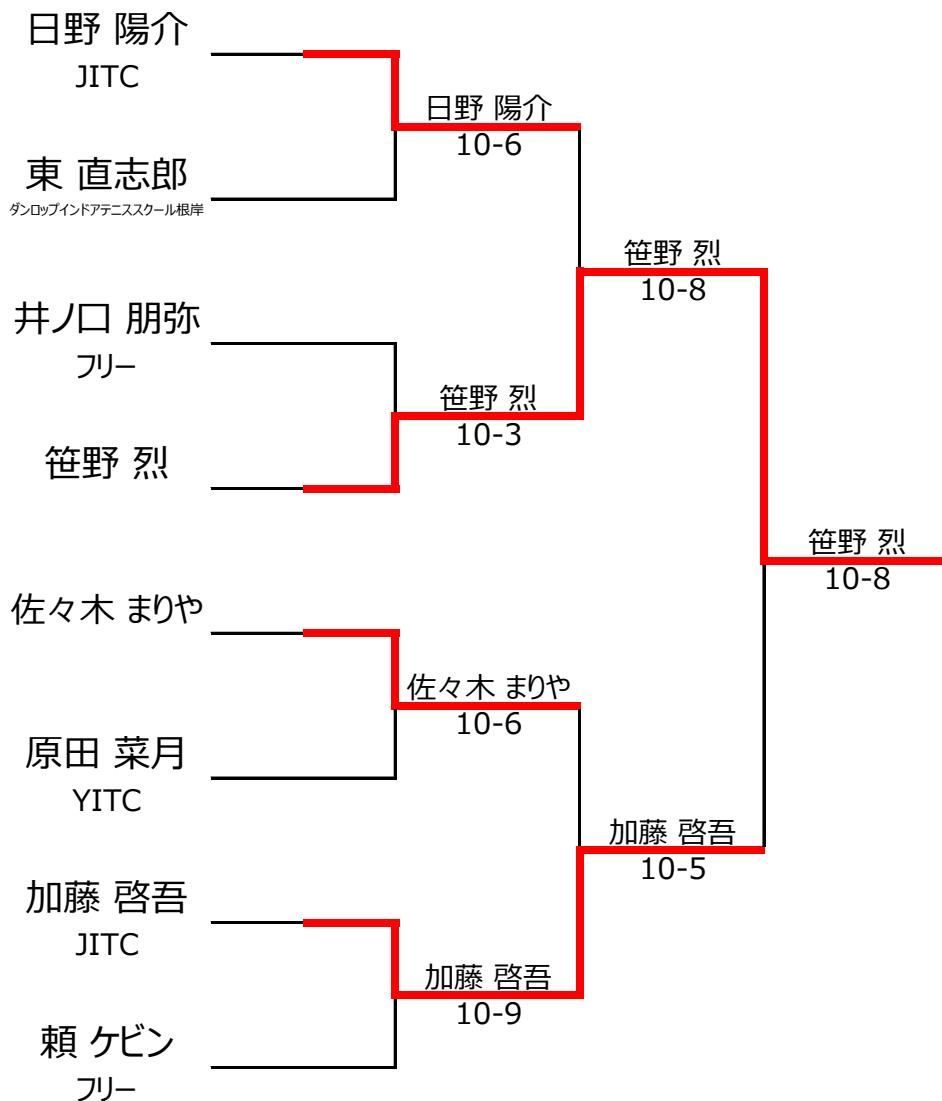 日野 陽介
JITC
日野 陽介
10-6
東 直志郎
ダンロップインドアテニススクール根岸
笹野 烈
10-8
井ノ口 朋弥
フリー
笹野 烈
10-3
笹野 烈
笹野 烈
10-8
佐々木 まりや
佐々木 まりや
10-6
原田 菜月
YITC
加藤 啓吾
10-5
加藤 啓吾
JITC
加藤 啓吾
10-9
頼 ケビン
フリー